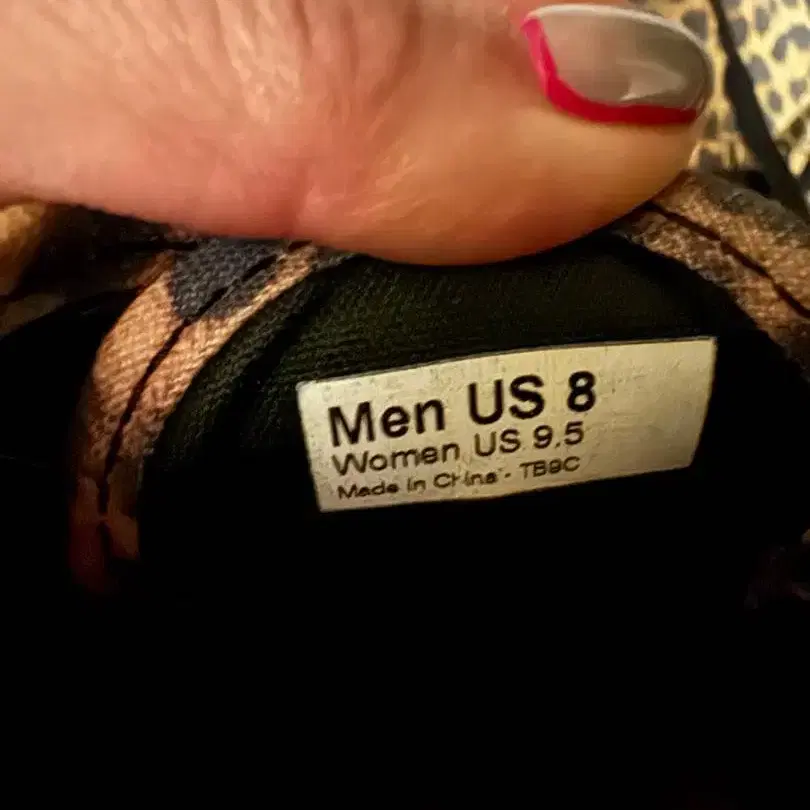 Men US 8
Women US 9.5
Made in China - TB9C